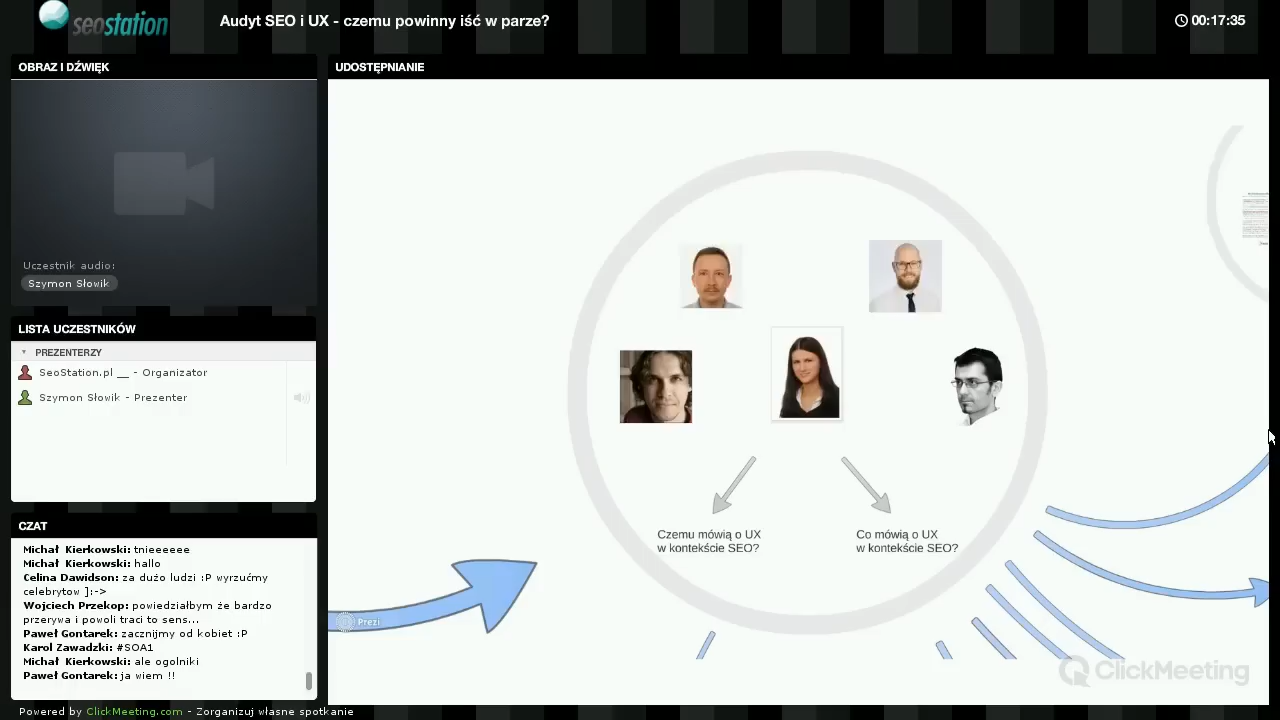 seostation
Audyt SEO i UX - czemu powinny iść w parze?
00:17:35
OBRAZ I DŹWIĘK
UDOSTĘPNIANIE
Uczestnik audio:
Szymon Słowik
LISTA UCZESTNIKÓW
PREZENTERZY
SeoStation.pl __ - Organizator
Szymon Słowik - Prezenter
CZAT
Michał Kierkowski: tnieeeeee
Michał Kierkowski: hallo
Celina Dawidson: za dużo ludzi :P wyrzućmy
celebrytow ]:->
Wojciech Przekop: powiedziałbym że bardzo
przerywa i powoli traci to sens...
Paweł Gontarek: zacznijmy od kobiet :P
Karol Zawadzki: #SOA1
Michał Kierkowski: ale ogolniki
Paweł Gontarek: ja wiem !!
Czemu mówią o UX
w kontekście SEO?
Co mówią o UX
w kontekście SEO?
Prezi
ClickMeeting
Powered by ClickMeeting.com - Zorganizuj własne spotkanie